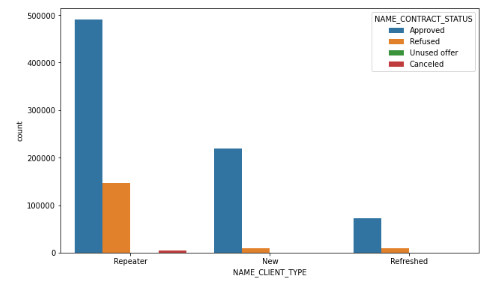 500000
400000
300000
200000
100000
0
count
Repeater New Refreshed
NAME_CLIENT_TYPE
NAME_CONTRACT_STATUS
Approved
Refused
Unused offer
Canceled